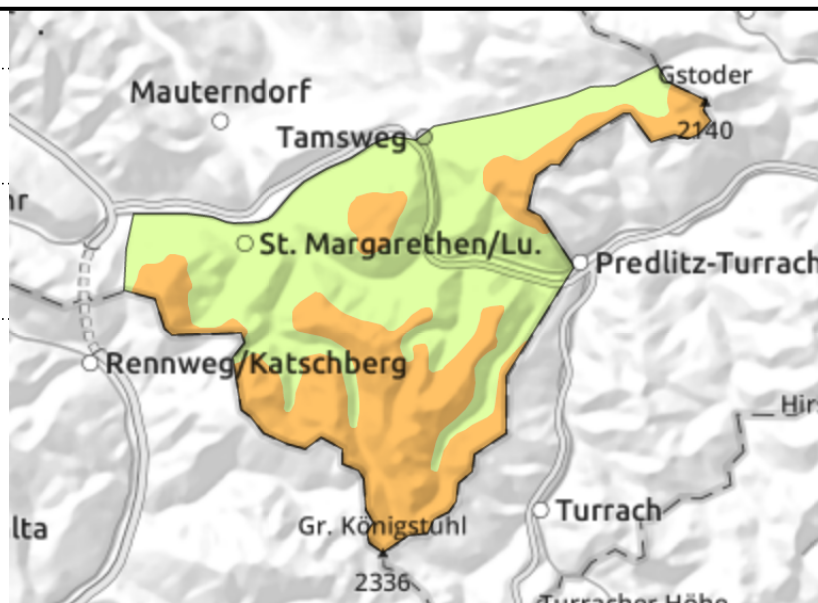 Gstoder
2140
Mauterndorf
Tamsweg
St. Margarethen/Lu.
Predlitz-Turrach
Rennweg/Katschberg
Turrach
Gr. Königstuhl
2336